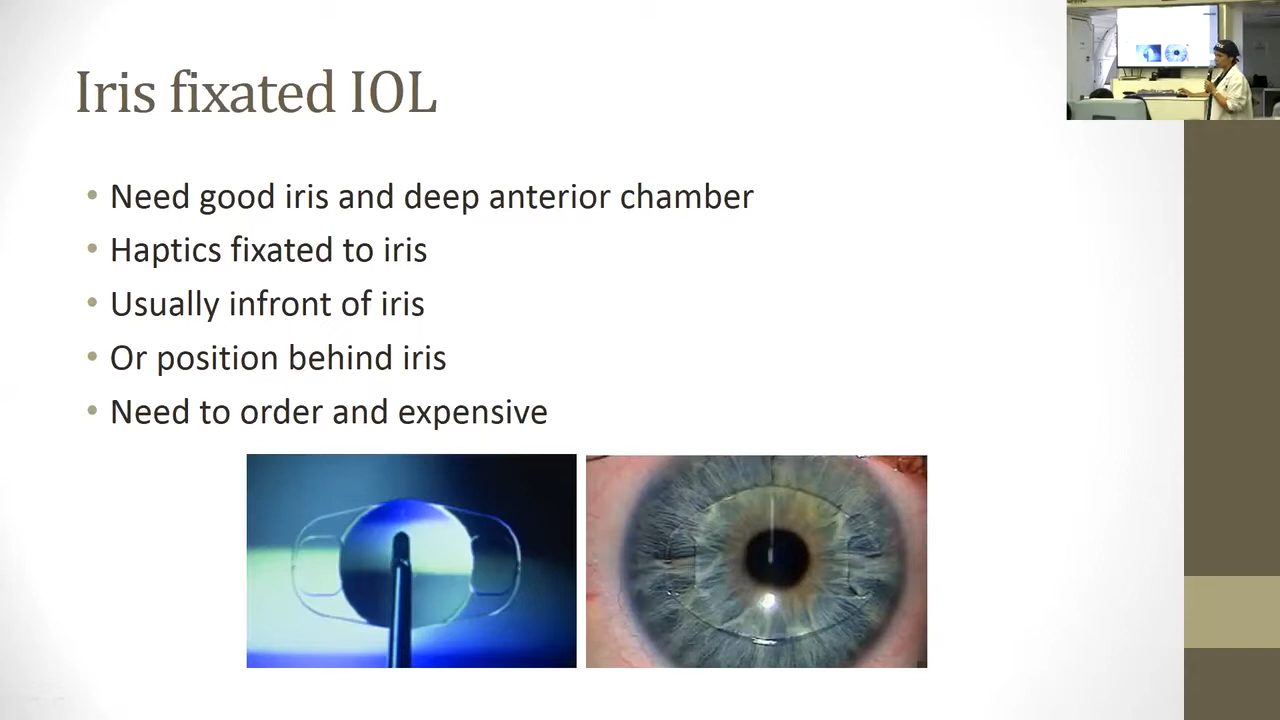 Iris fixated IOL
• Need good iris and deep anterior chamber
• Haptics fixated to iris
• Usually infront of iris
• Or position behind iris
• Need to order and expensive